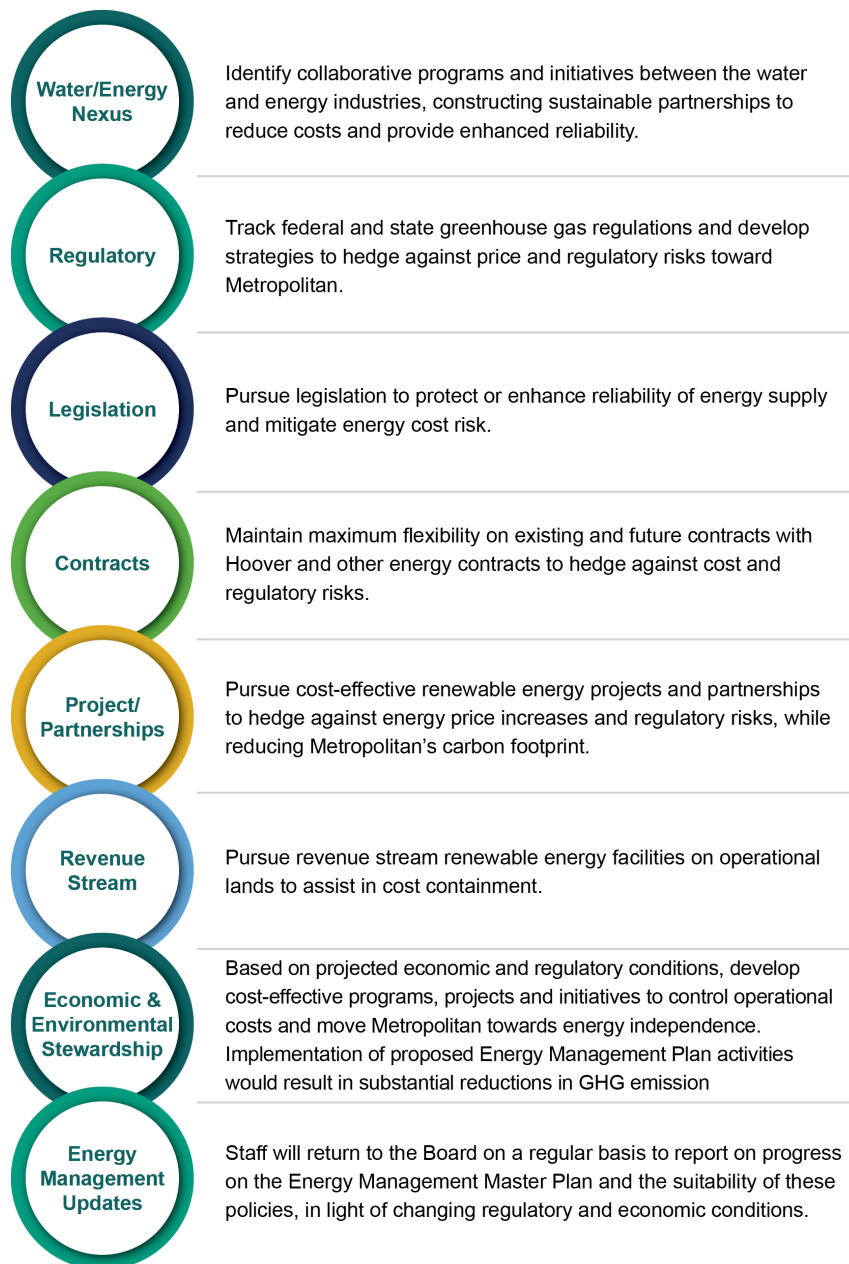 Water/Energy
Nexus
Identify collaborative programs and initiatives between the water
and energy industries, constructing sustainable partnerships to
reduce costs and provide enhanced reliability.
Regulatory
Track federal and state greenhouse gas regulations and develop
strategies to hedge against price and regulatory risks toward
Metropolitan.
Legislation
Pursue legislation to protect or enhance reliability of energy supply
and mitigate energy cost risk.
Contracts
Maintain maximum flexibility on existing and future contracts with
Hoover and other energy contracts to hedge against cost and
regulatory risks.
Project/
Partnerships
Pursue cost-effective renewable energy projects and partnerships
to hedge against energy price increases and regulatory risks, while
reducing Metropolitan’s carbon footprint.
Revenue
Stream
Pursue revenue stream renewable energy facilities on operational
lands to assist in cost containment.
Economic &
Environmental
Stewardship
Based on projected economic and regulatory conditions, develop
cost-effective programs, projects and initiatives to control operational
costs and move Metropolitan towards energy independence.
Implementation of proposed Energy Management Plan activities
would result in substantial reductions in GHG emission
Energy
Management
Updates
Staff will return to the Board on a regular basis to report on progress
on the Energy Management Master Plan and the suitability of these
policies, in light of changing regulatory and economic conditions.